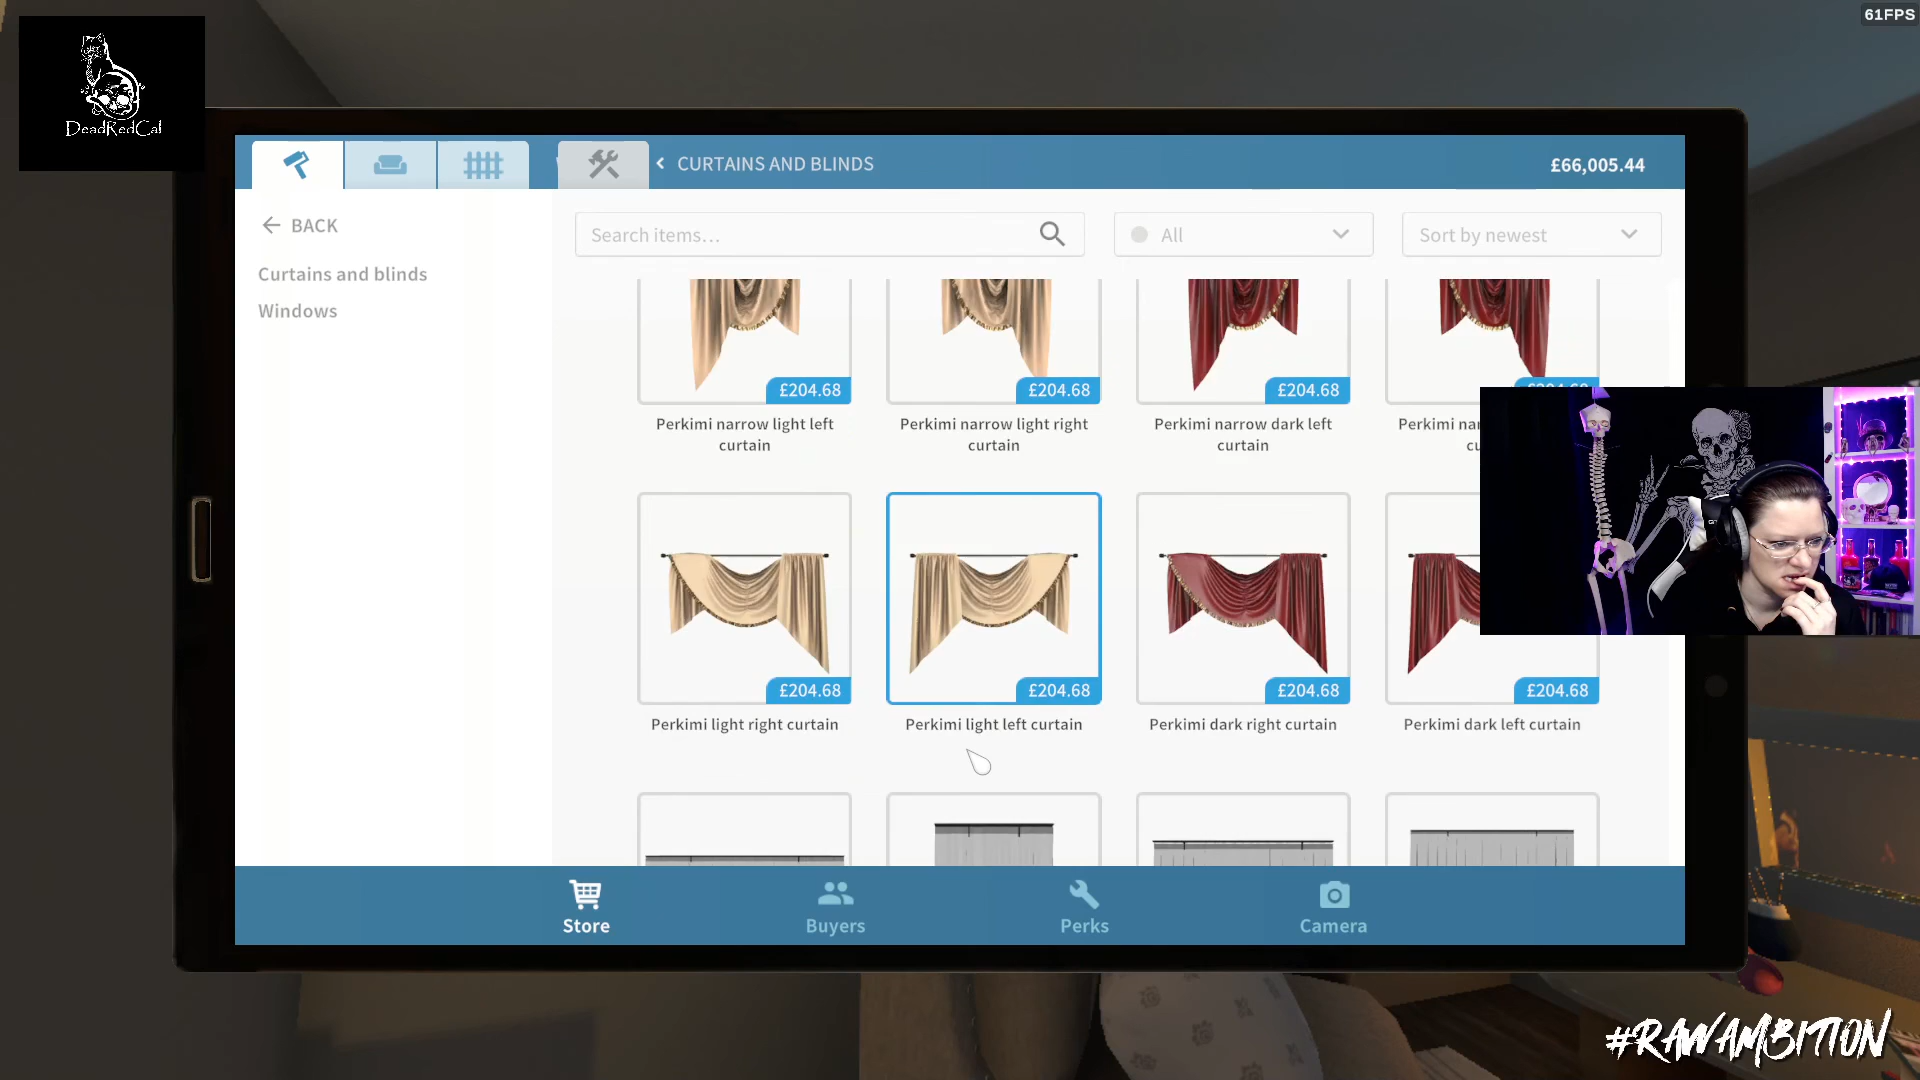 61FPS
DeadRedCal
CURTAINS AND BLINDS
£66,005.44
BACK
Search items...
All
Sort by newest
Curtains and blinds
Windows
£204.68
£204.68
£204.68
Perkimi narrow light left
curtain
Perkimi narrow light right
curtain
Perkimi narrow dark left
curtain
£204.68
£204.68
£204.68
£204.68
Perkimi light right curtain
Perkimi light left curtain
Perkimi dark right curtain
Perkimi dark left curtain
Store
Buyers
Perks
Camera
#RAWAMBITION